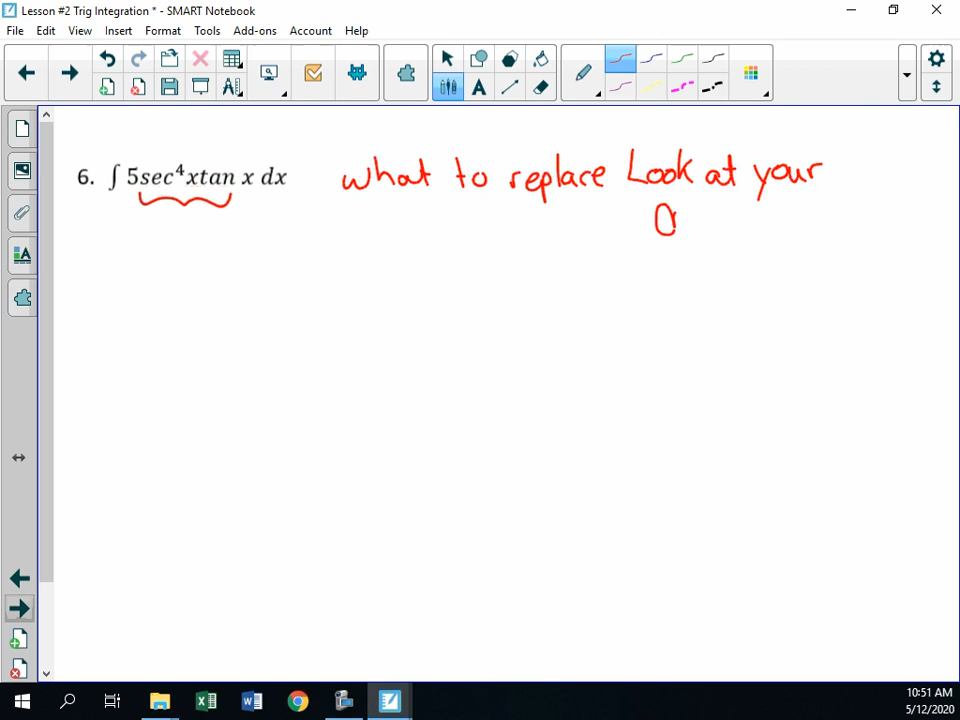 Lesson #2 Trig Integration * - SMART Notebook
File Edit View Insert Format Tools Add-ons Account Help
6. ∫ 5sec⁴xtan x dx what to replace Look at your
10:51 AM
5/12/2020